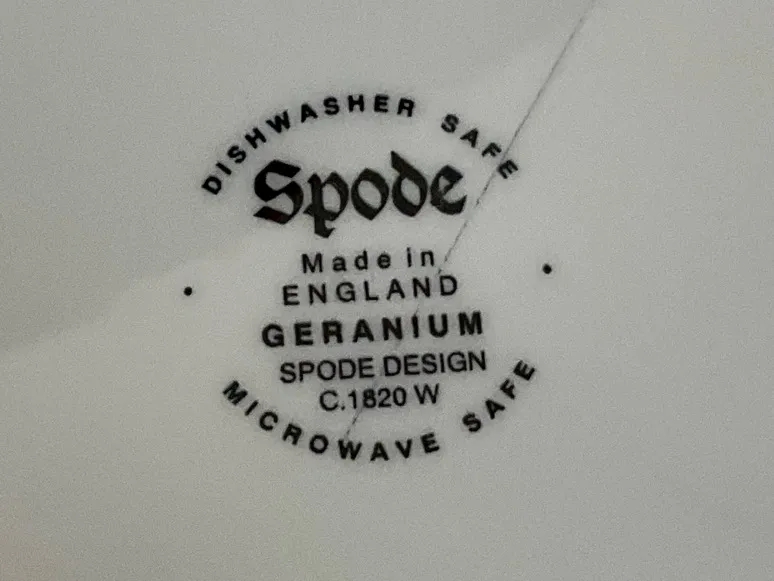 DISHWASHER SAFE
Spode
Made in
ENGLAND
GERANIUM
SPODE DESIGN
C.1820 W
MICROWAVE SAFE